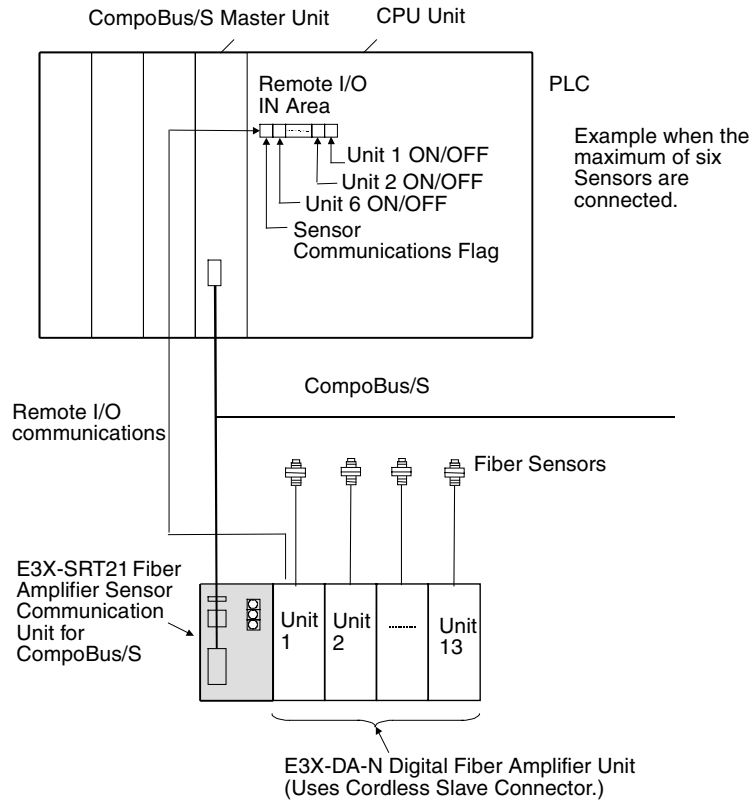 CompoBus/S Master Unit
CPU Unit
PLC
Remote I/O
IN Area
Unit 1 ON/OFF
Unit 2 ON/OFF
Unit 6 ON/OFF
Sensor
Communications Flag
Example when the
maximum of six
Sensors are
connected.
CompoBus/S
Remote I/O
communications
Fiber Sensors
E3X-SRT21 Fiber
Amplifier Sensor
Communication
Unit for
CompoBus/S
Unit
1
Unit
2
Unit
13
E3X-DA-N Digital Fiber Amplifier Unit
(Uses Cordless Slave Connector.)